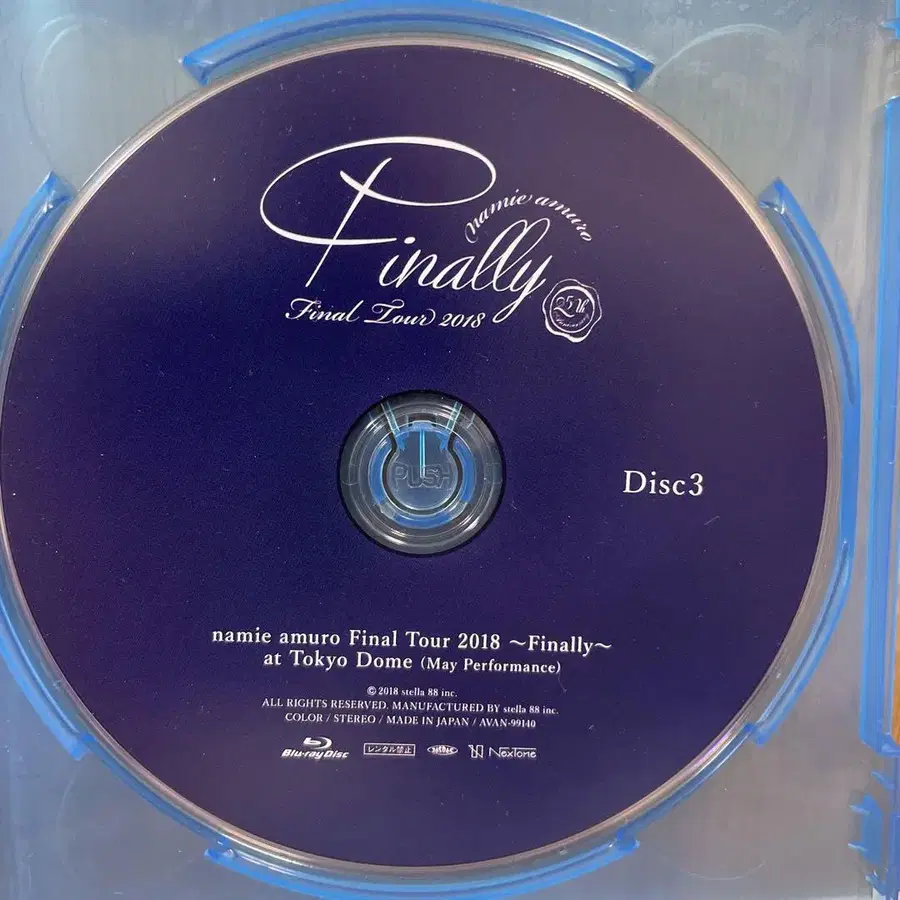 namie amuro
Finally
Final Tour 2018
25th
Anniversary
PUSH
Disc3
namie amuro Final Tour 2018 ～Finally～
at Tokyo Dome (May Performance)
©2018 stella 88 inc.
ALL RIGHTS RESERVED. MANUFACTURED BY stella 88 inc.
COLOR / STEREO / MADE IN JAPAN / AVAN-99140
Blu-ray Disc レンタル禁止 NexTone